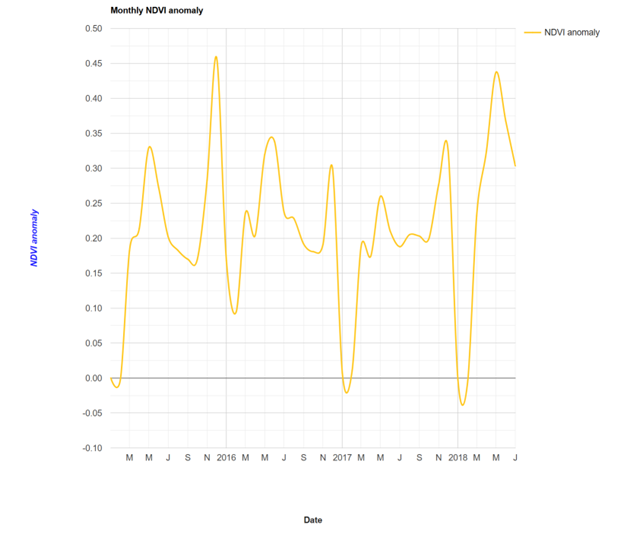 Monthly NDVI anomaly
NDVI anomaly
0.50
0.45
0.40
0.35
0.30
0.25
0.20
0.15
0.10
0.05
0.00
-0.05
-0.10
NDVI anomaly
M M J S N 2016 M M J S N 2017 M M J S N 2018 M M J
Date